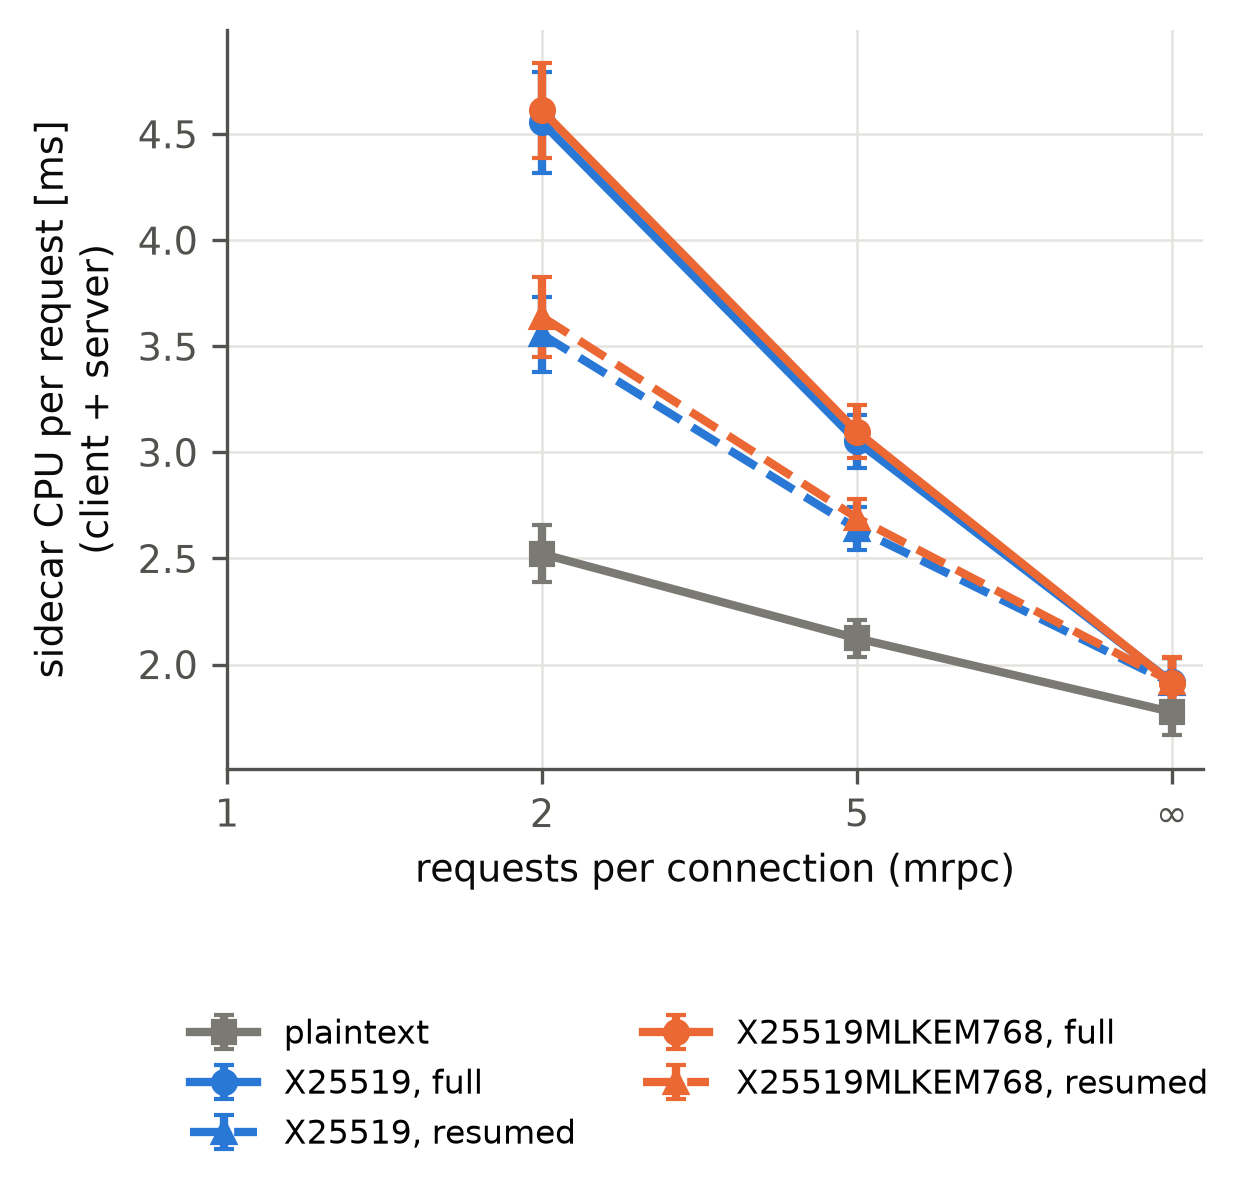 sidecar CPU per request [ms]
(client + server)
4.5
4.0
3.5
3.0
2.5
2.0
1 2 5 ∞
requests per connection (mrpc)
plaintext
X25519, full
X25519, resumed
X25519MLKEM768, full
X25519MLKEM768, resumed